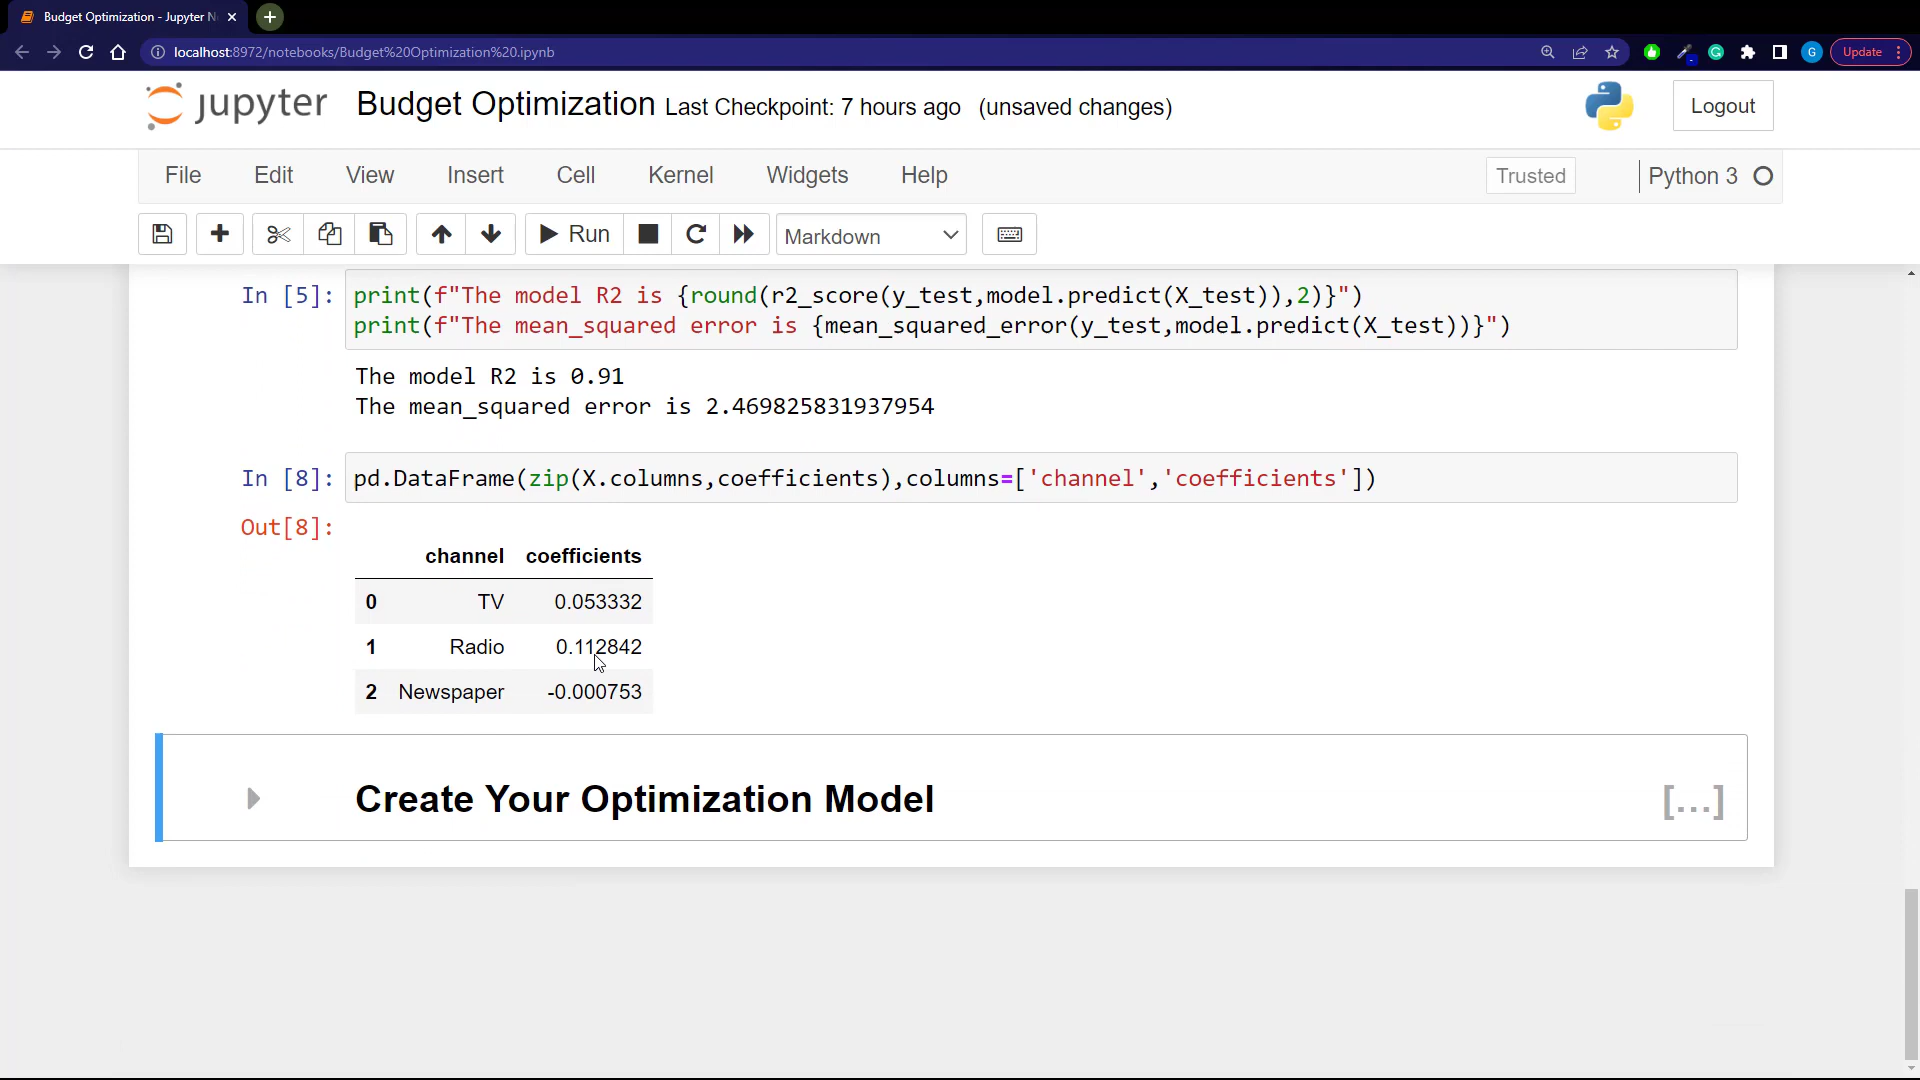 Budget Optimization - Jupyter N
localhost:8972/notebooks/Budget%20Optimization%20.ipynb
G
Update
jupyter Budget Optimization Last Checkpoint: 7 hours ago (unsaved changes)
Logout
File Edit View Insert Cell Kernel Widgets Help Trusted Python 3
Run Markdown
In [5]: print(f"The model R2 is {round(r2_score(y_test,model.predict(X_test)),2)}")
print(f"The mean_squared error is {mean_squared_error(y_test,model.predict(X_test))}")
The model R2 is 0.91
The mean_squared error is 2.469825831937954
In [8]: pd.DataFrame(zip(X.columns,coefficients),columns=['channel','coefficients'])
Out[8]:
channel coefficients
0 TV 0.053332
1 Radio 0.112842
2 Newspaper -0.000753
Create Your Optimization Model [...]